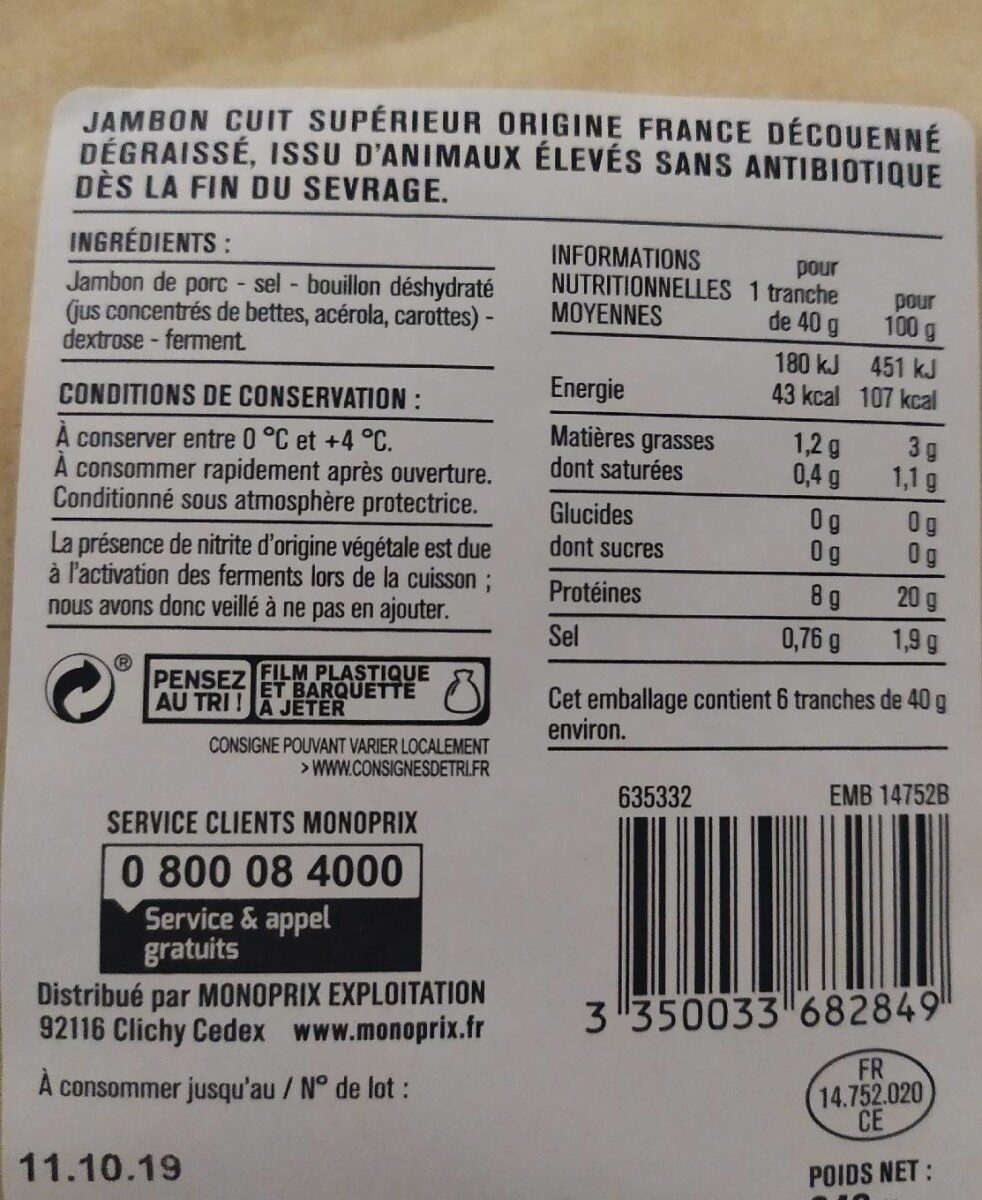 JAMBON CUIT SUPÉRIEUR ORIGINE FRANCE DÉCOUENNÉ
DÉGRAISSÉ, ISSU D'ANIMAUX ÉLEVÉS SANS ANTIBIOTIQUE
DÈS LA FIN DU SEVRAGE.
INGRÉDIENTS :
Jambon de porc - sel - bouillon déshydraté
(jus concentrés de bettes, acérola, carottes) -
dextrose - ferment.
CONDITIONS DE CONSERVATION :
À conserver entre 0 °C et +4 °C.
À consommer rapidement après ouverture.
Conditionné sous atmosphère protectrice.
La présence de nitrite d'origine végétale est due
à l'activation des ferments lors de la cuisson ;
nous avons donc veillé à ne pas en ajouter.
®
PENSEZ
AU TRI !
FILM PLASTIQUE
ET BARQUETTE
À JETER
CONSIGNE POUVANT VARIER LOCALEMENT
> WWW.CONSIGNESDETRI.FR
SERVICE CLIENTS MONOPRIX
0 800 08 4000
Service & appel
gratuits
Distribué par MONOPRIX EXPLOITATION
92116 Clichy Cedex www.monoprix.fr
À consommer jusqu'au / N° de lot :
11.10.19
INFORMATIONS
NUTRITIONNELLES
MOYENNES
pour
1 tranche
de 40 g
pour
100 g
180 kJ 451 kJ
Energie 43 kcal 107 kcal
Matières grasses 1,2 g 3 g
dont saturées 0,4 g 1,1 g
Glucides 0 g 0 g
dont sucres 0 g 0 g
Protéines 8 g 20 g
Sel 0,76 g 1,9 g
Cet emballage contient 6 tranches de 40 g
environ.
635332 EMB 14752B
3 350033 682849
FR
14.752.020
CE
POIDS NET :